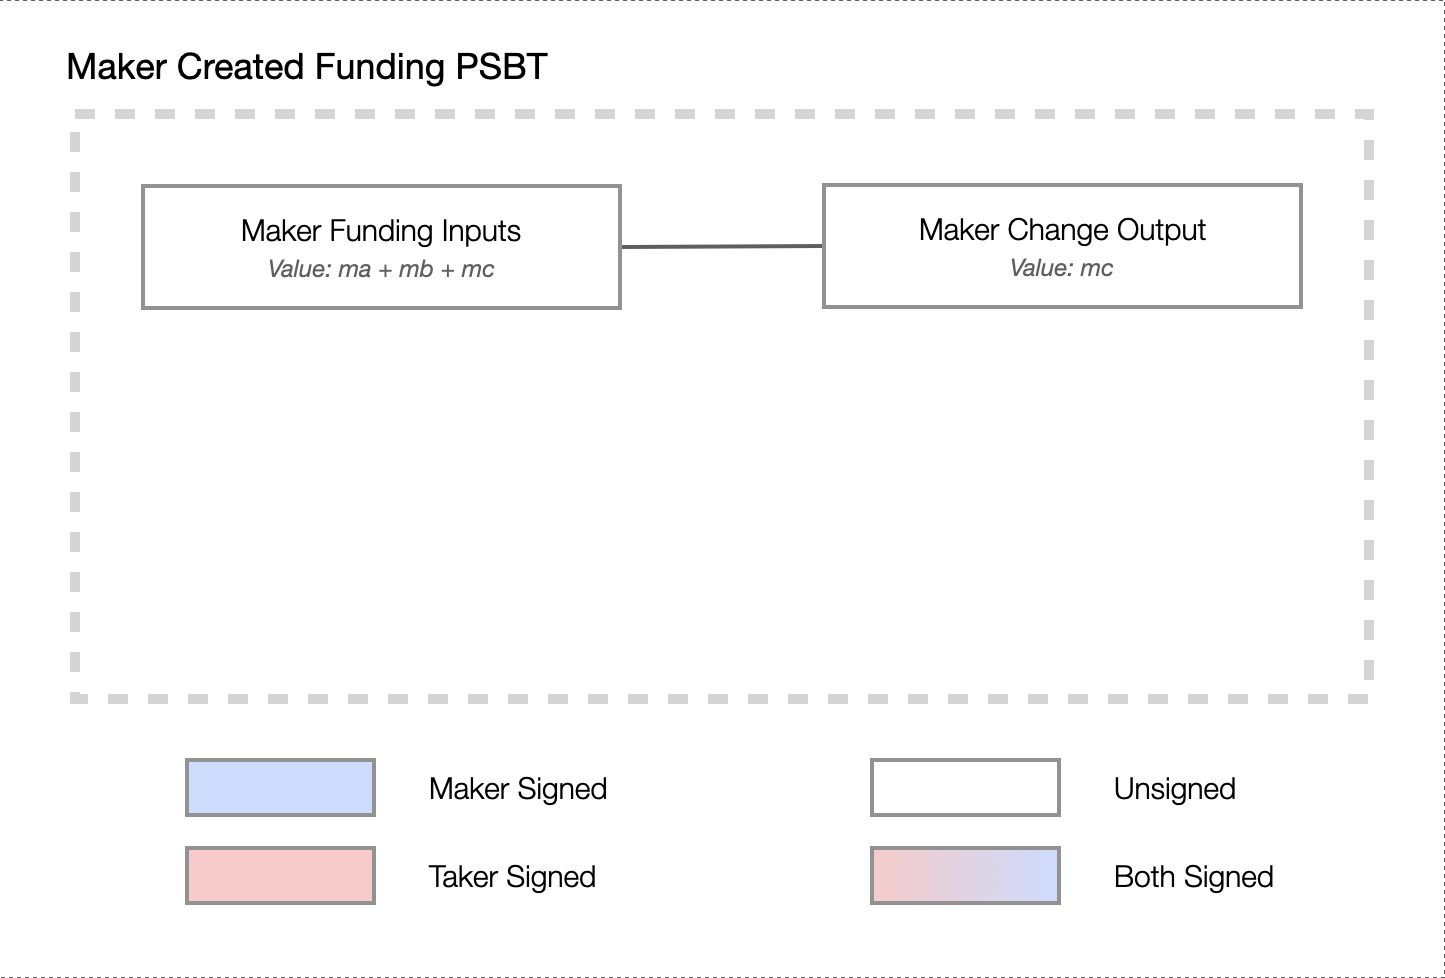 Maker Created Funding PSBT
Maker Funding Inputs
Value: ma + mb + mc
Maker Change Output
Value: mc
Maker Signed
Unsigned
Taker Signed
Both Signed